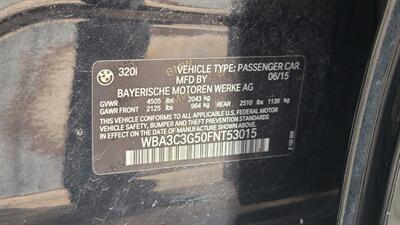 320i VEHICLE TYPE: PASSENGER CAR
MFD BY 06/15
BAYERISCHE MOTOREN WERKE AG
GVWR 4505 lbs 2043 kg
GAWR FRONT 2125 lbs 964 kg REAR 2510 lbs 1139 kg
THIS VEHICLE CONFORMS TO ALL APPLICABLE FEDERAL MOTOR VEHICLE
SAFETY, BUMPER AND THEFT PREVENTION STANDARDS
IN EFFECT ON THE DATE OF MANUFACTURE SHOWN ABOVE.
WBA3C3G50FNT53015